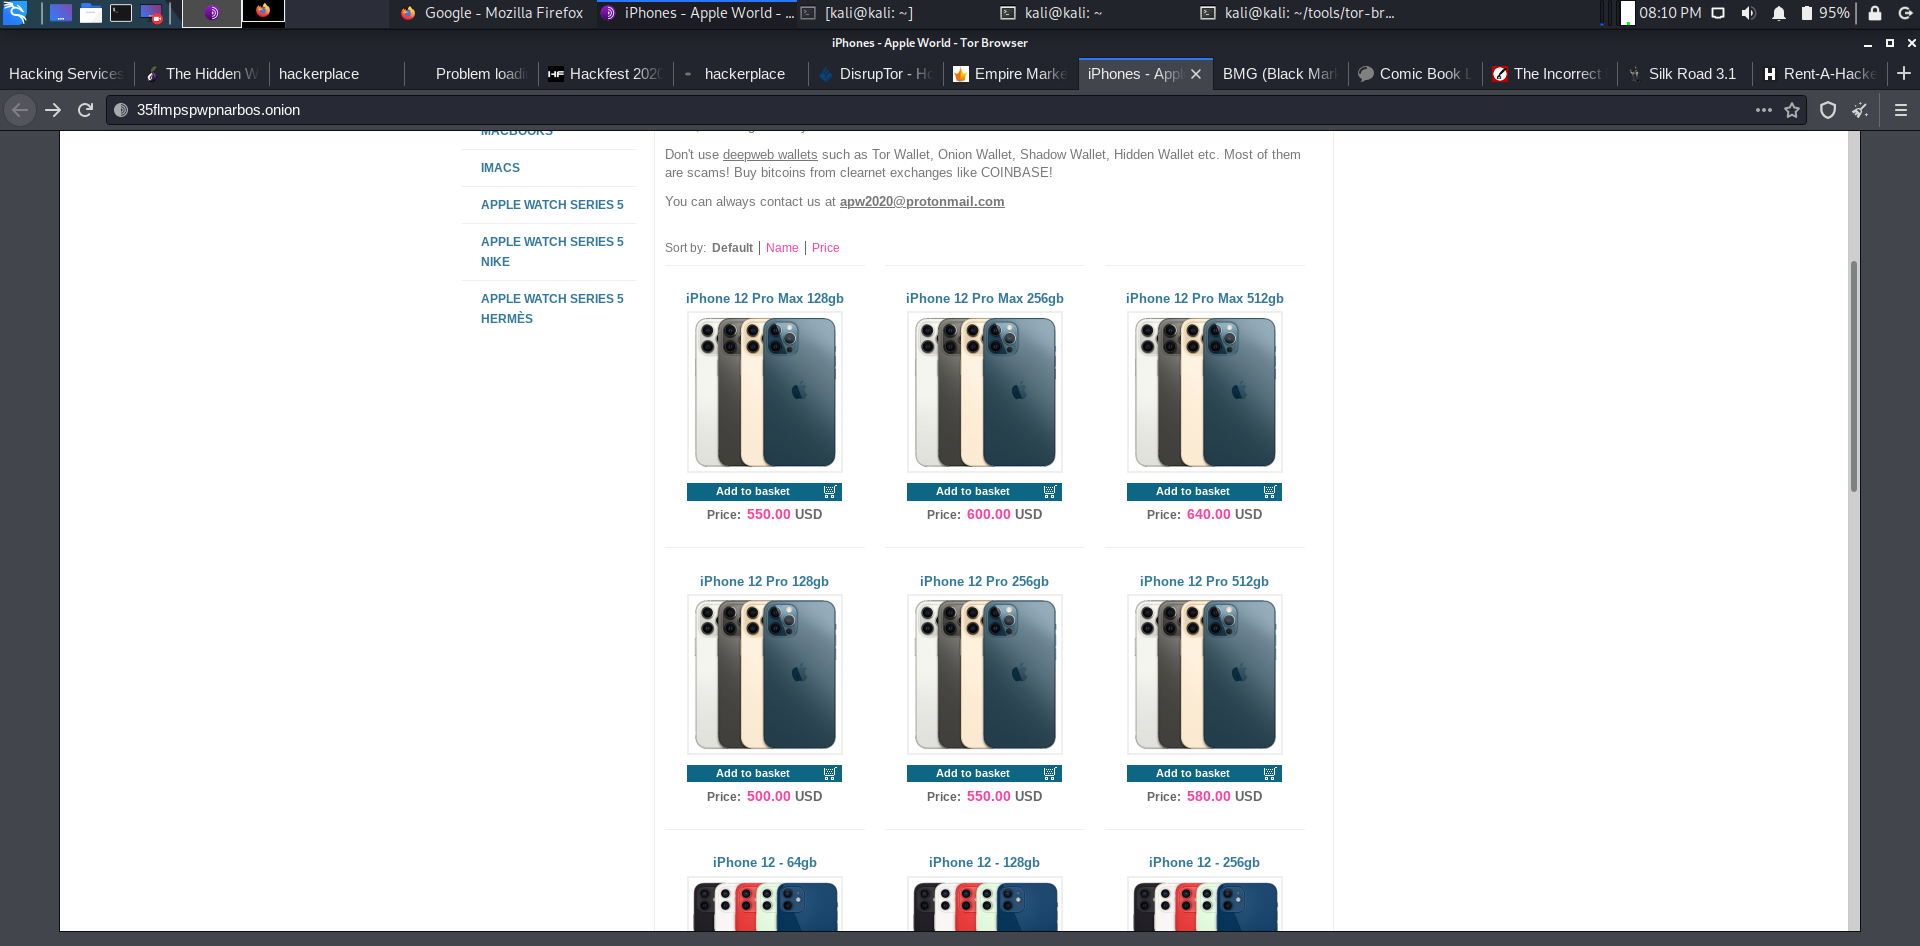 Google - Mozilla Firefox
iPhones - Apple World - ...
[kali@kali: ~]
kali@kali: ~
kali@kali: ~/tools/tor-br...
08:10 PM
95%
iPhones - Apple World - Tor Browser
Hacking Services
The Hidden W
hackerplace
Problem loadi
Hackfest 2020
hackerplace
DisrupTor - Ho
Empire Marke
iPhones - Appl
BMG (Black Mar
Comic Book L
The Incorrect
Silk Road 3.1
Rent-A-Hacke
35flmpspwpnarbos.onion
MACBOOKS
IMACS
APPLE WATCH SERIES 5
APPLE WATCH SERIES 5
NIKE
APPLE WATCH SERIES 5
HERMÈS
Don't use deepweb wallets such as Tor Wallet, Onion Wallet, Shadow Wallet, Hidden Wallet etc. Most of them
are scams! Buy bitcoins from clearnet exchanges like COINBASE!
You can always contact us at apw2020@protonmail.com
Sort by: Default | Name | Price
iPhone 12 Pro Max 128gb
iPhone 12 Pro Max 256gb
iPhone 12 Pro Max 512gb
Add to basket
Add to basket
Add to basket
Price: 550.00 USD
Price: 600.00 USD
Price: 640.00 USD
iPhone 12 Pro 128gb
iPhone 12 Pro 256gb
iPhone 12 Pro 512gb
Add to basket
Add to basket
Add to basket
Price: 500.00 USD
Price: 550.00 USD
Price: 580.00 USD
iPhone 12 - 64gb
iPhone 12 - 128gb
iPhone 12 - 256gb